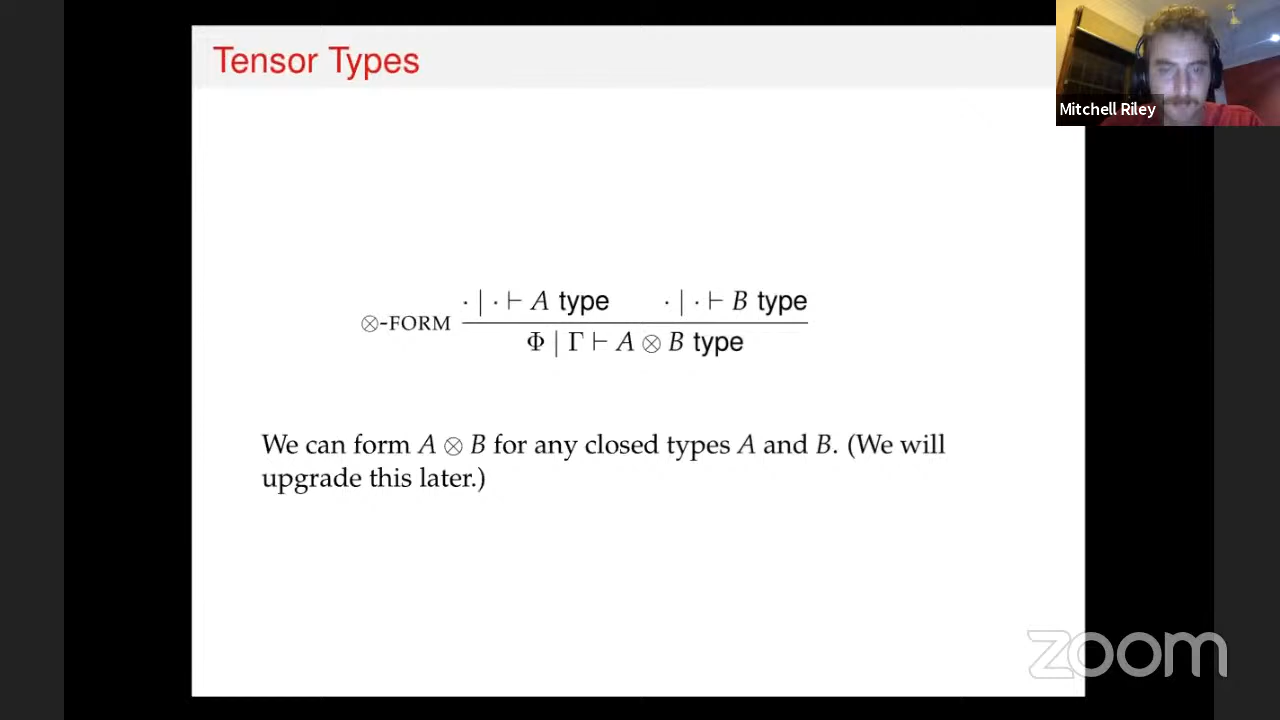 Tensor Types
Mitchell Riley
· | · ⊢ A type · | · ⊢ B type
⊗-FORM
Φ | Γ ⊢ A ⊗ B type
We can form A ⊗ B for any closed types A and B. (We will
upgrade this later.)
zoom